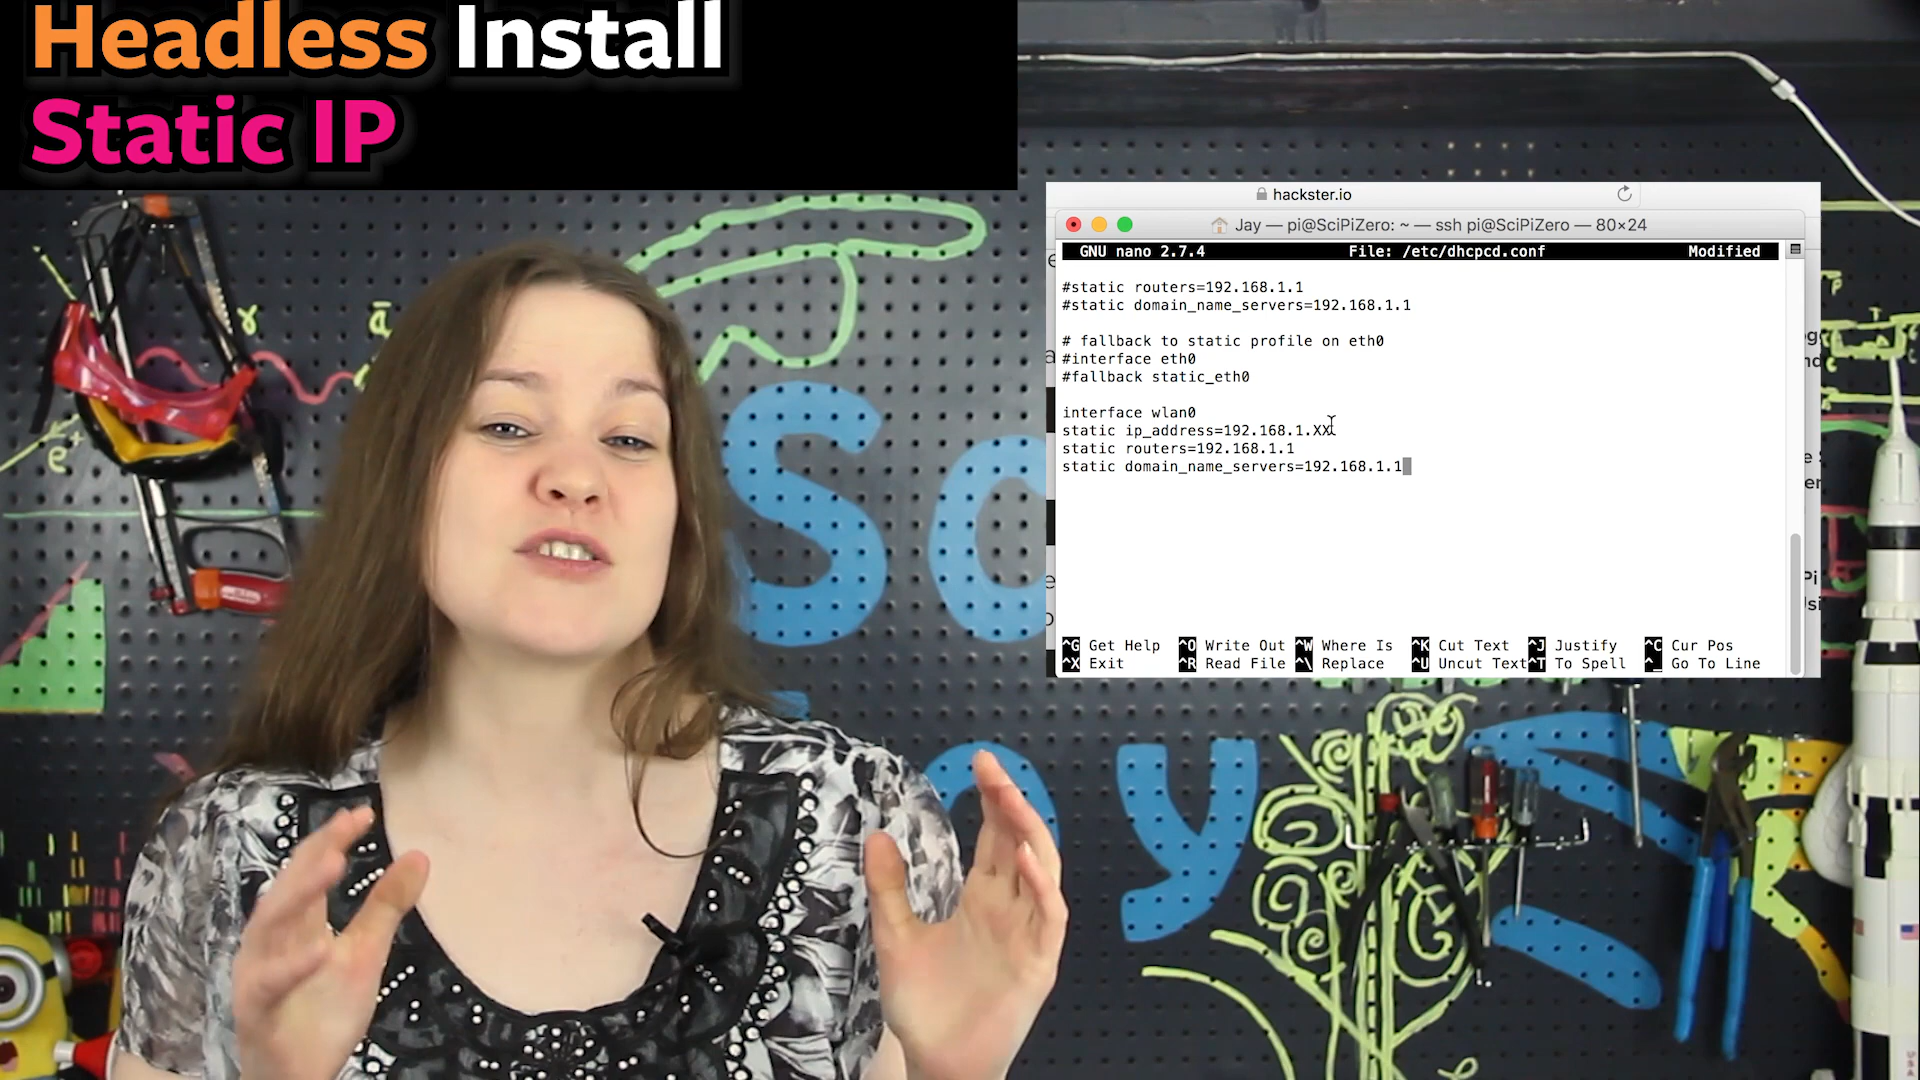 Headless Install
Static IP
hackster.io
Jay — pi@SciPiZero: ~ — ssh pi@SciPiZero — 80×24
GNU nano 2.7.4 File: /etc/dhcpcd.conf Modified
#static routers=192.168.1.1
#static domain_name_servers=192.168.1.1
# fallback to static profile on eth0
#interface eth0
#fallback static_eth0
interface wlan0
static ip_address=192.168.1.XX
static routers=192.168.1.1
static domain_name_servers=192.168.1.1
^G Get Help ^O Write Out ^W Where Is ^K Cut Text ^J Justify ^C Cur Pos
^X Exit ^R Read File ^\ Replace ^U Uncut Text ^T To Spell ^_ Go To Line